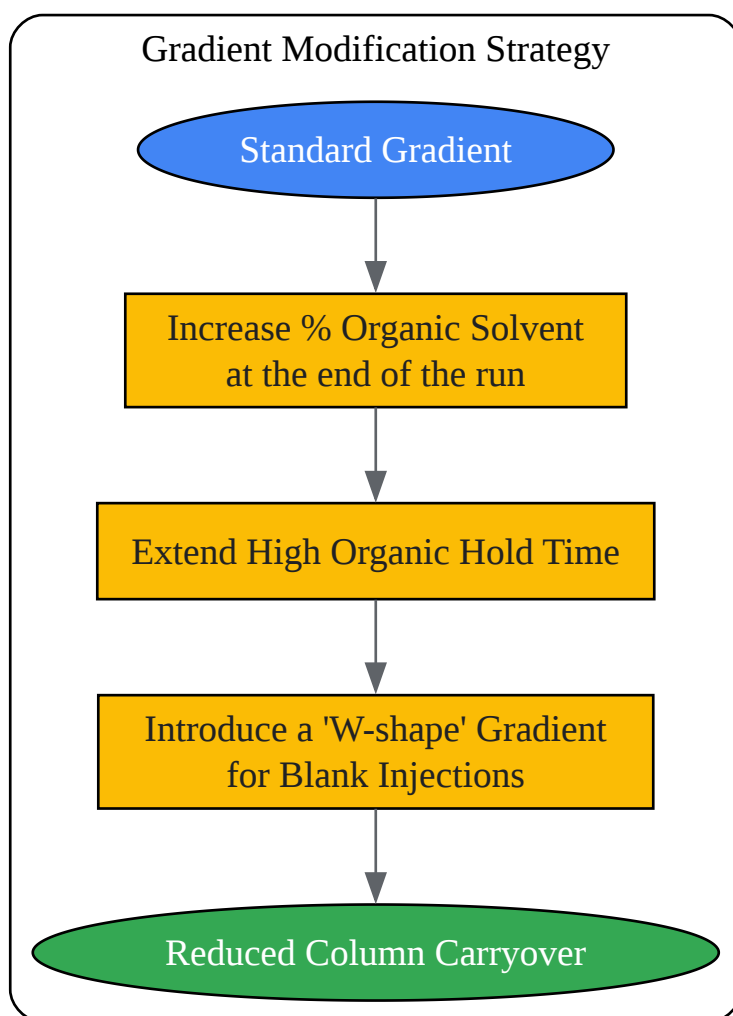 Gradient Modification Strategy
Standard Gradient
Increase % Organic Solvent
at the end of the run
Extend High Organic Hold Time
Introduce a 'W-shape' Gradient
for Blank Injections
Reduced Column Carryover